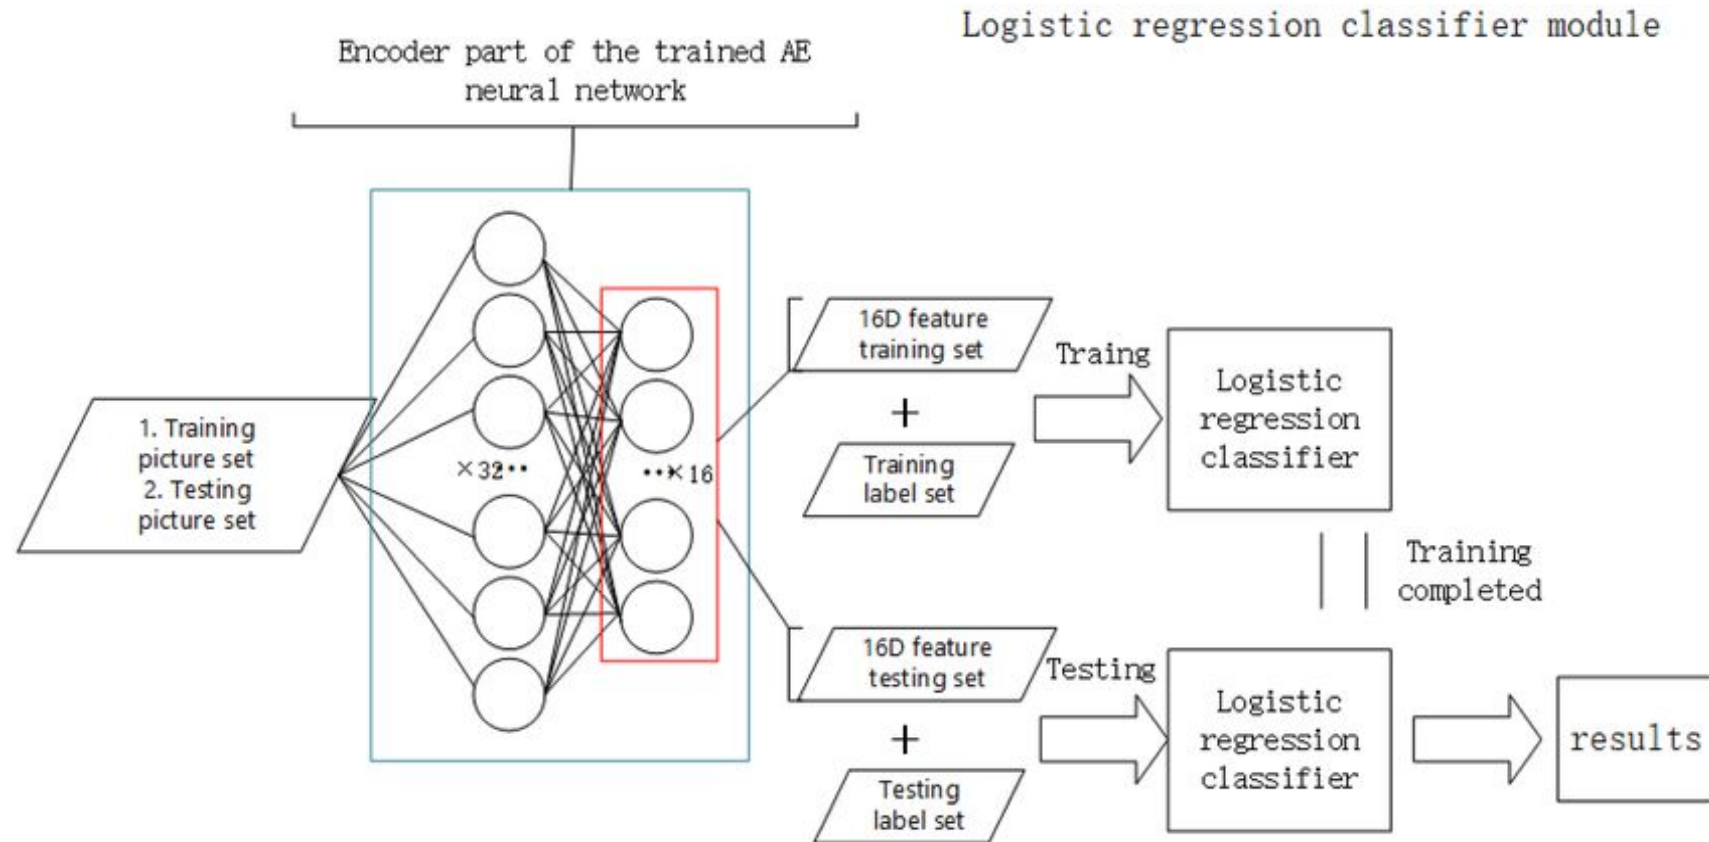 Logistic regression classifier module
Encoder part of the trained AE
neural network
1. Training
picture set
2. Testing
picture set
×32•••
•••×16
16D feature
training set
+
Training
label set
Traing
Logistic
regression
classifier
Training
completed
16D feature
testing set
+
Testing
label set
Testing
Logistic
regression
classifier
results